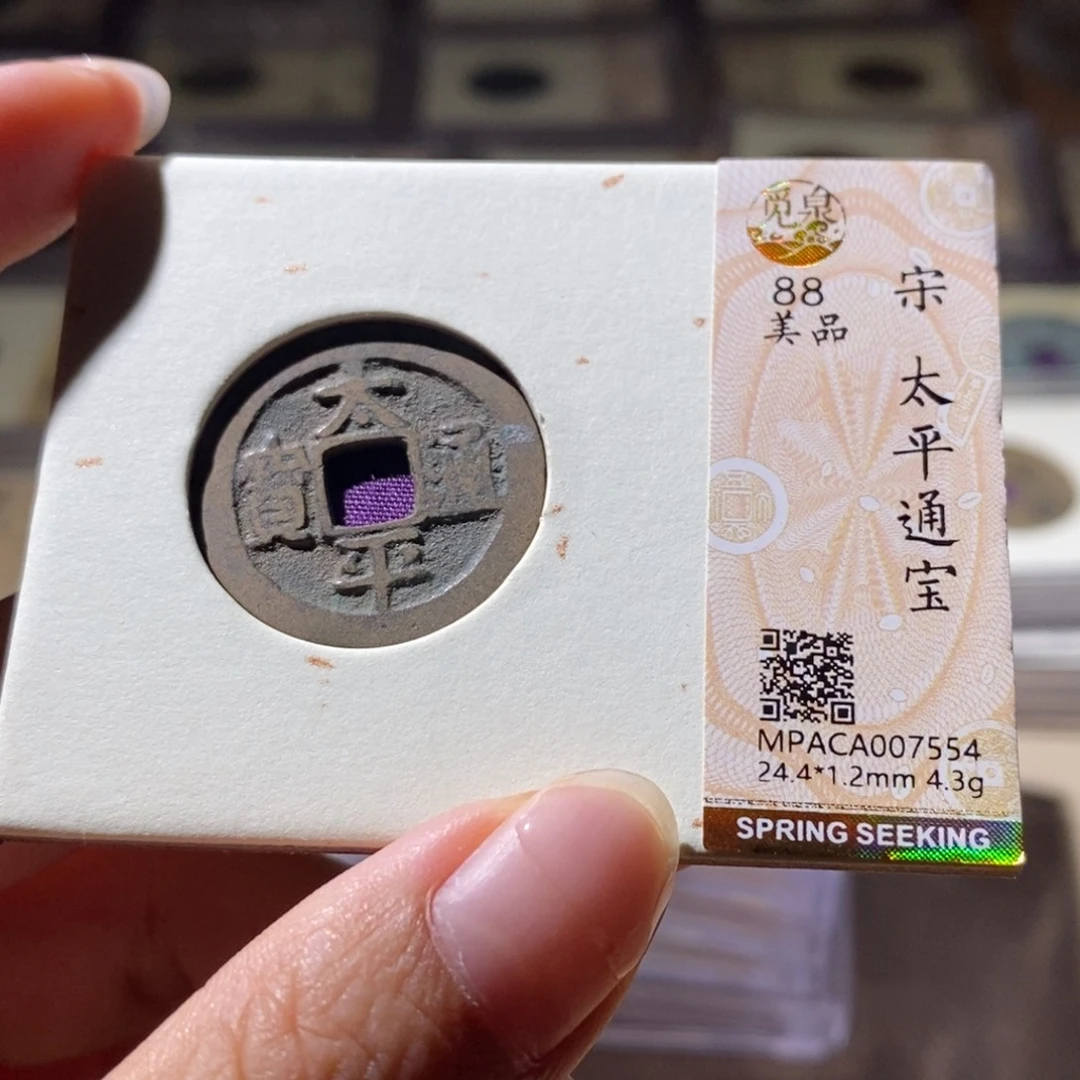 太
平
通
寳
觅泉
88
美品
宋 太平通宝
MPACA007554
24.4*1.2mm 4.3g
SPRING SEEKING